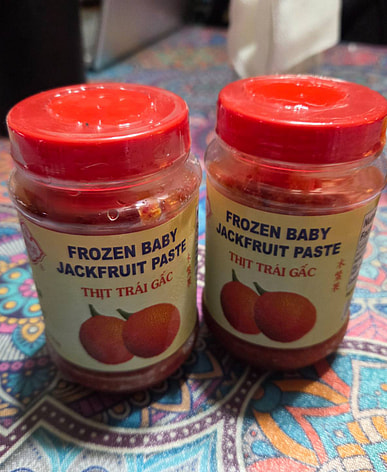 FROZEN BABY
JACKFRUIT PASTE
THỊT TRÁI GẤC
FROZEN BABY
JACKFRUIT PASTE
THỊT TRÁI GẤC